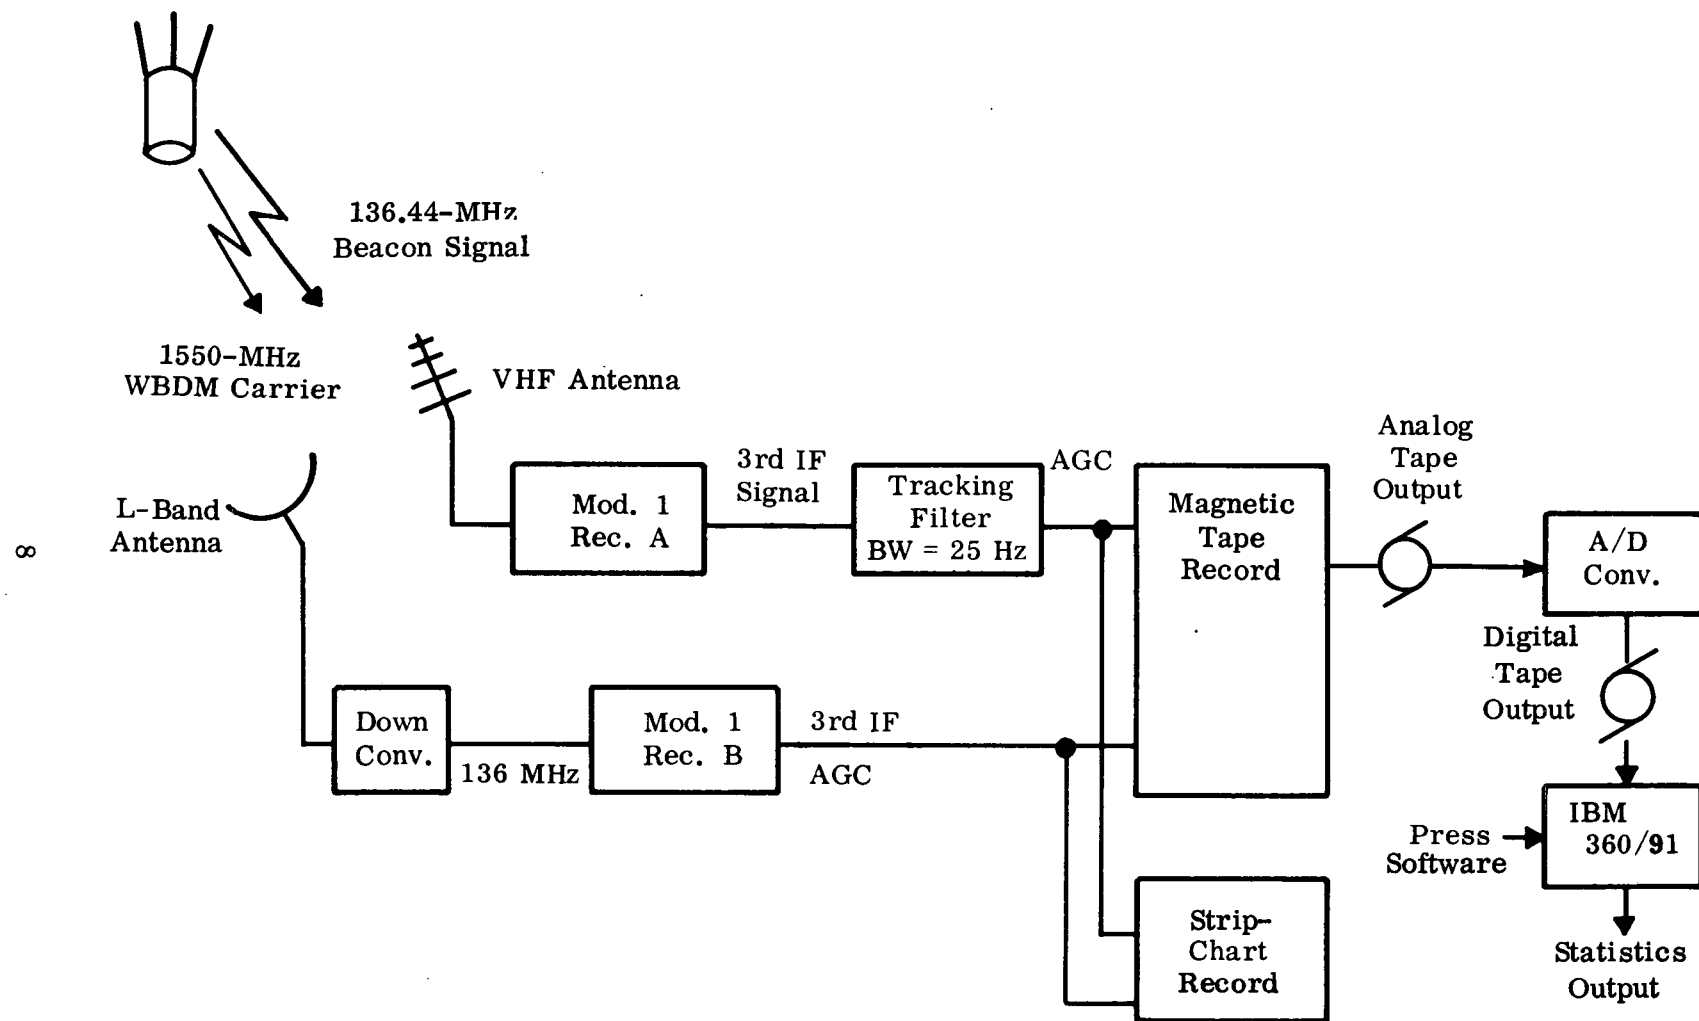 136.44-MHz
Beacon Signal
1550-MHz
WBDM Carrier
VHF Antenna
L-Band
Antenna
8
Mod. 1
Rec. A
3rd IF
Signal
Tracking
Filter
BW = 25 Hz
AGC
Magnetic
Tape
Record
Analog
Tape
Output
A/D
Conv.
Digital
Tape
Output
Down
Conv.
136 MHz
Mod. 1
Rec. B
3rd IF
AGC
IBM
360/91
Press
Software
Strip-
Chart
Record
Statistics
Output